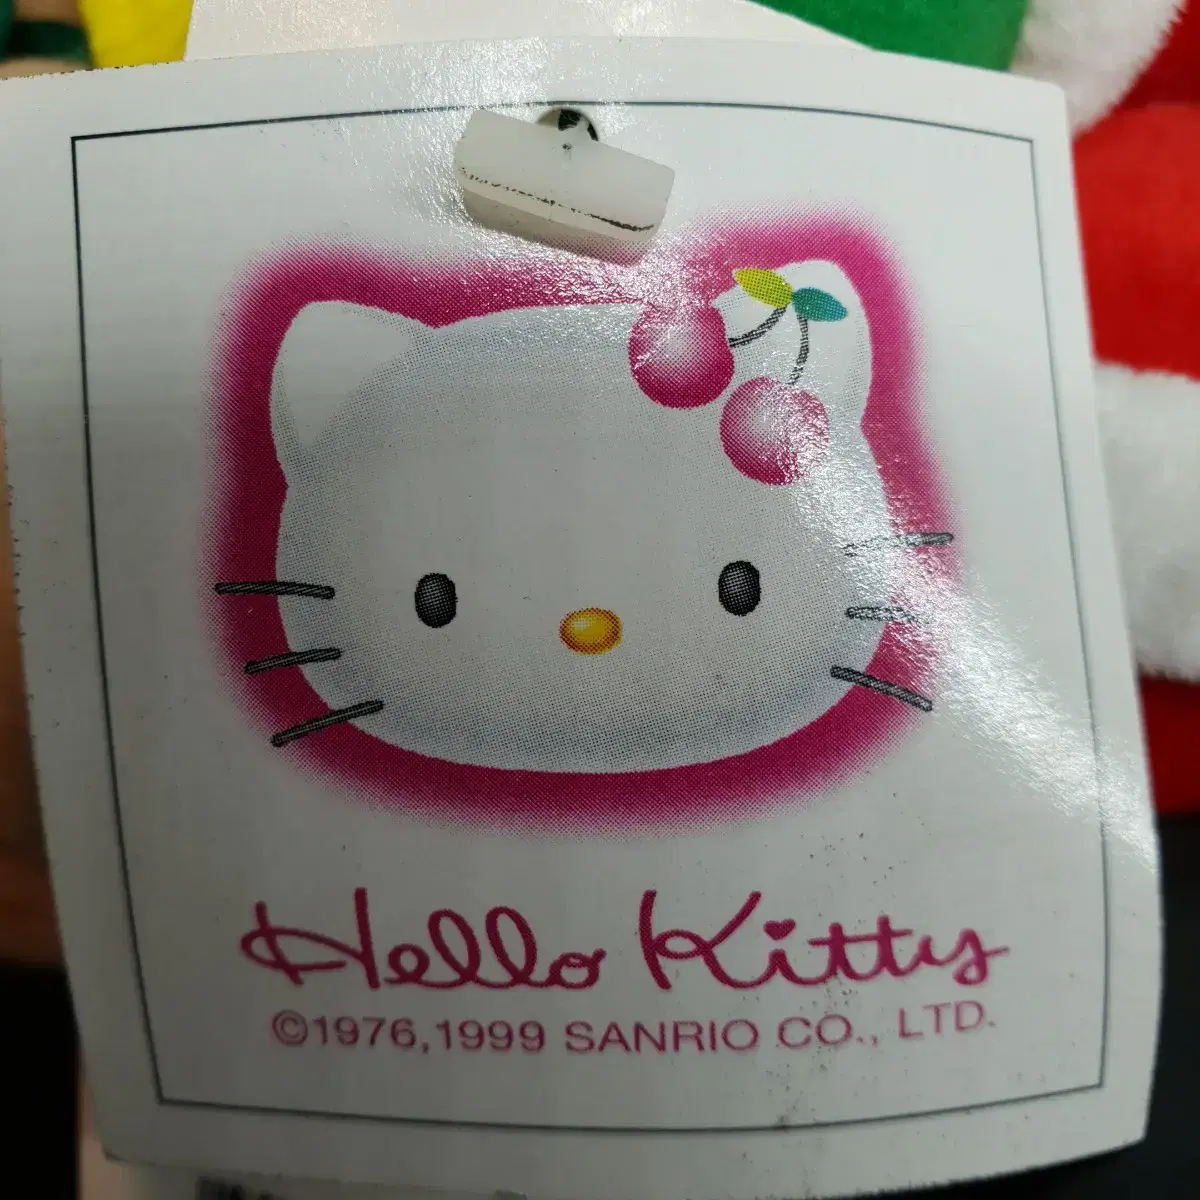 Hello Kitty
©1976,1999 SANRIO CO., LTD.